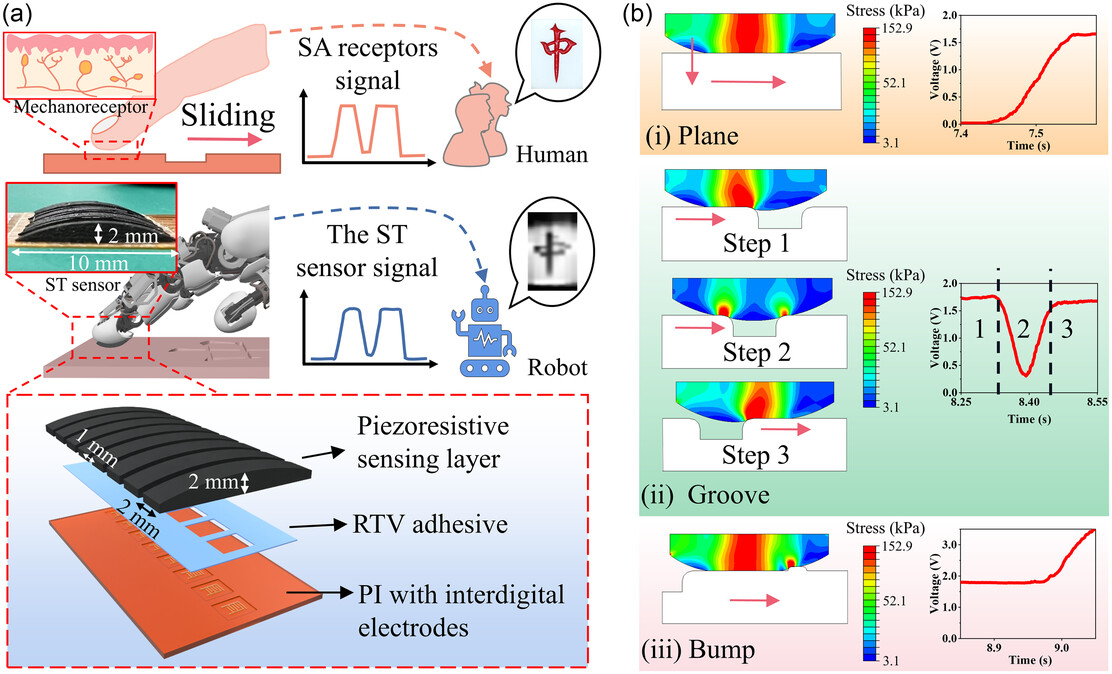 (a)
Mechanoreceptor
Sliding
SA receptors
signal
Human
2 mm
10 mm
ST sensor
The ST
sensor signal
Robot
1 mm
2 mm
2 mm
Piezoresistive
sensing layer
RTV adhesive
PI with interdigital
electrodes
(b)
Stress (kPa)
152.9
52.1
3.1
(i) Plane
Voltage (V)
2.0
1.5
1.0
0.5
0.0
7.4
7.5
Time (s)
Step 1
Step 2
Step 3
Stress (kPa)
152.9
52.1
3.1
(ii) Groove
Voltage (V)
2.0
1.5
1.0
0.5
0.0
1
2
3
8.25
8.40
8.55
Time (s)
Stress (kPa)
152.9
52.1
3.1
(iii) Bump
Voltage (V)
3.0
2.0
1.0
0.0
8.9
9.0
Time (s)